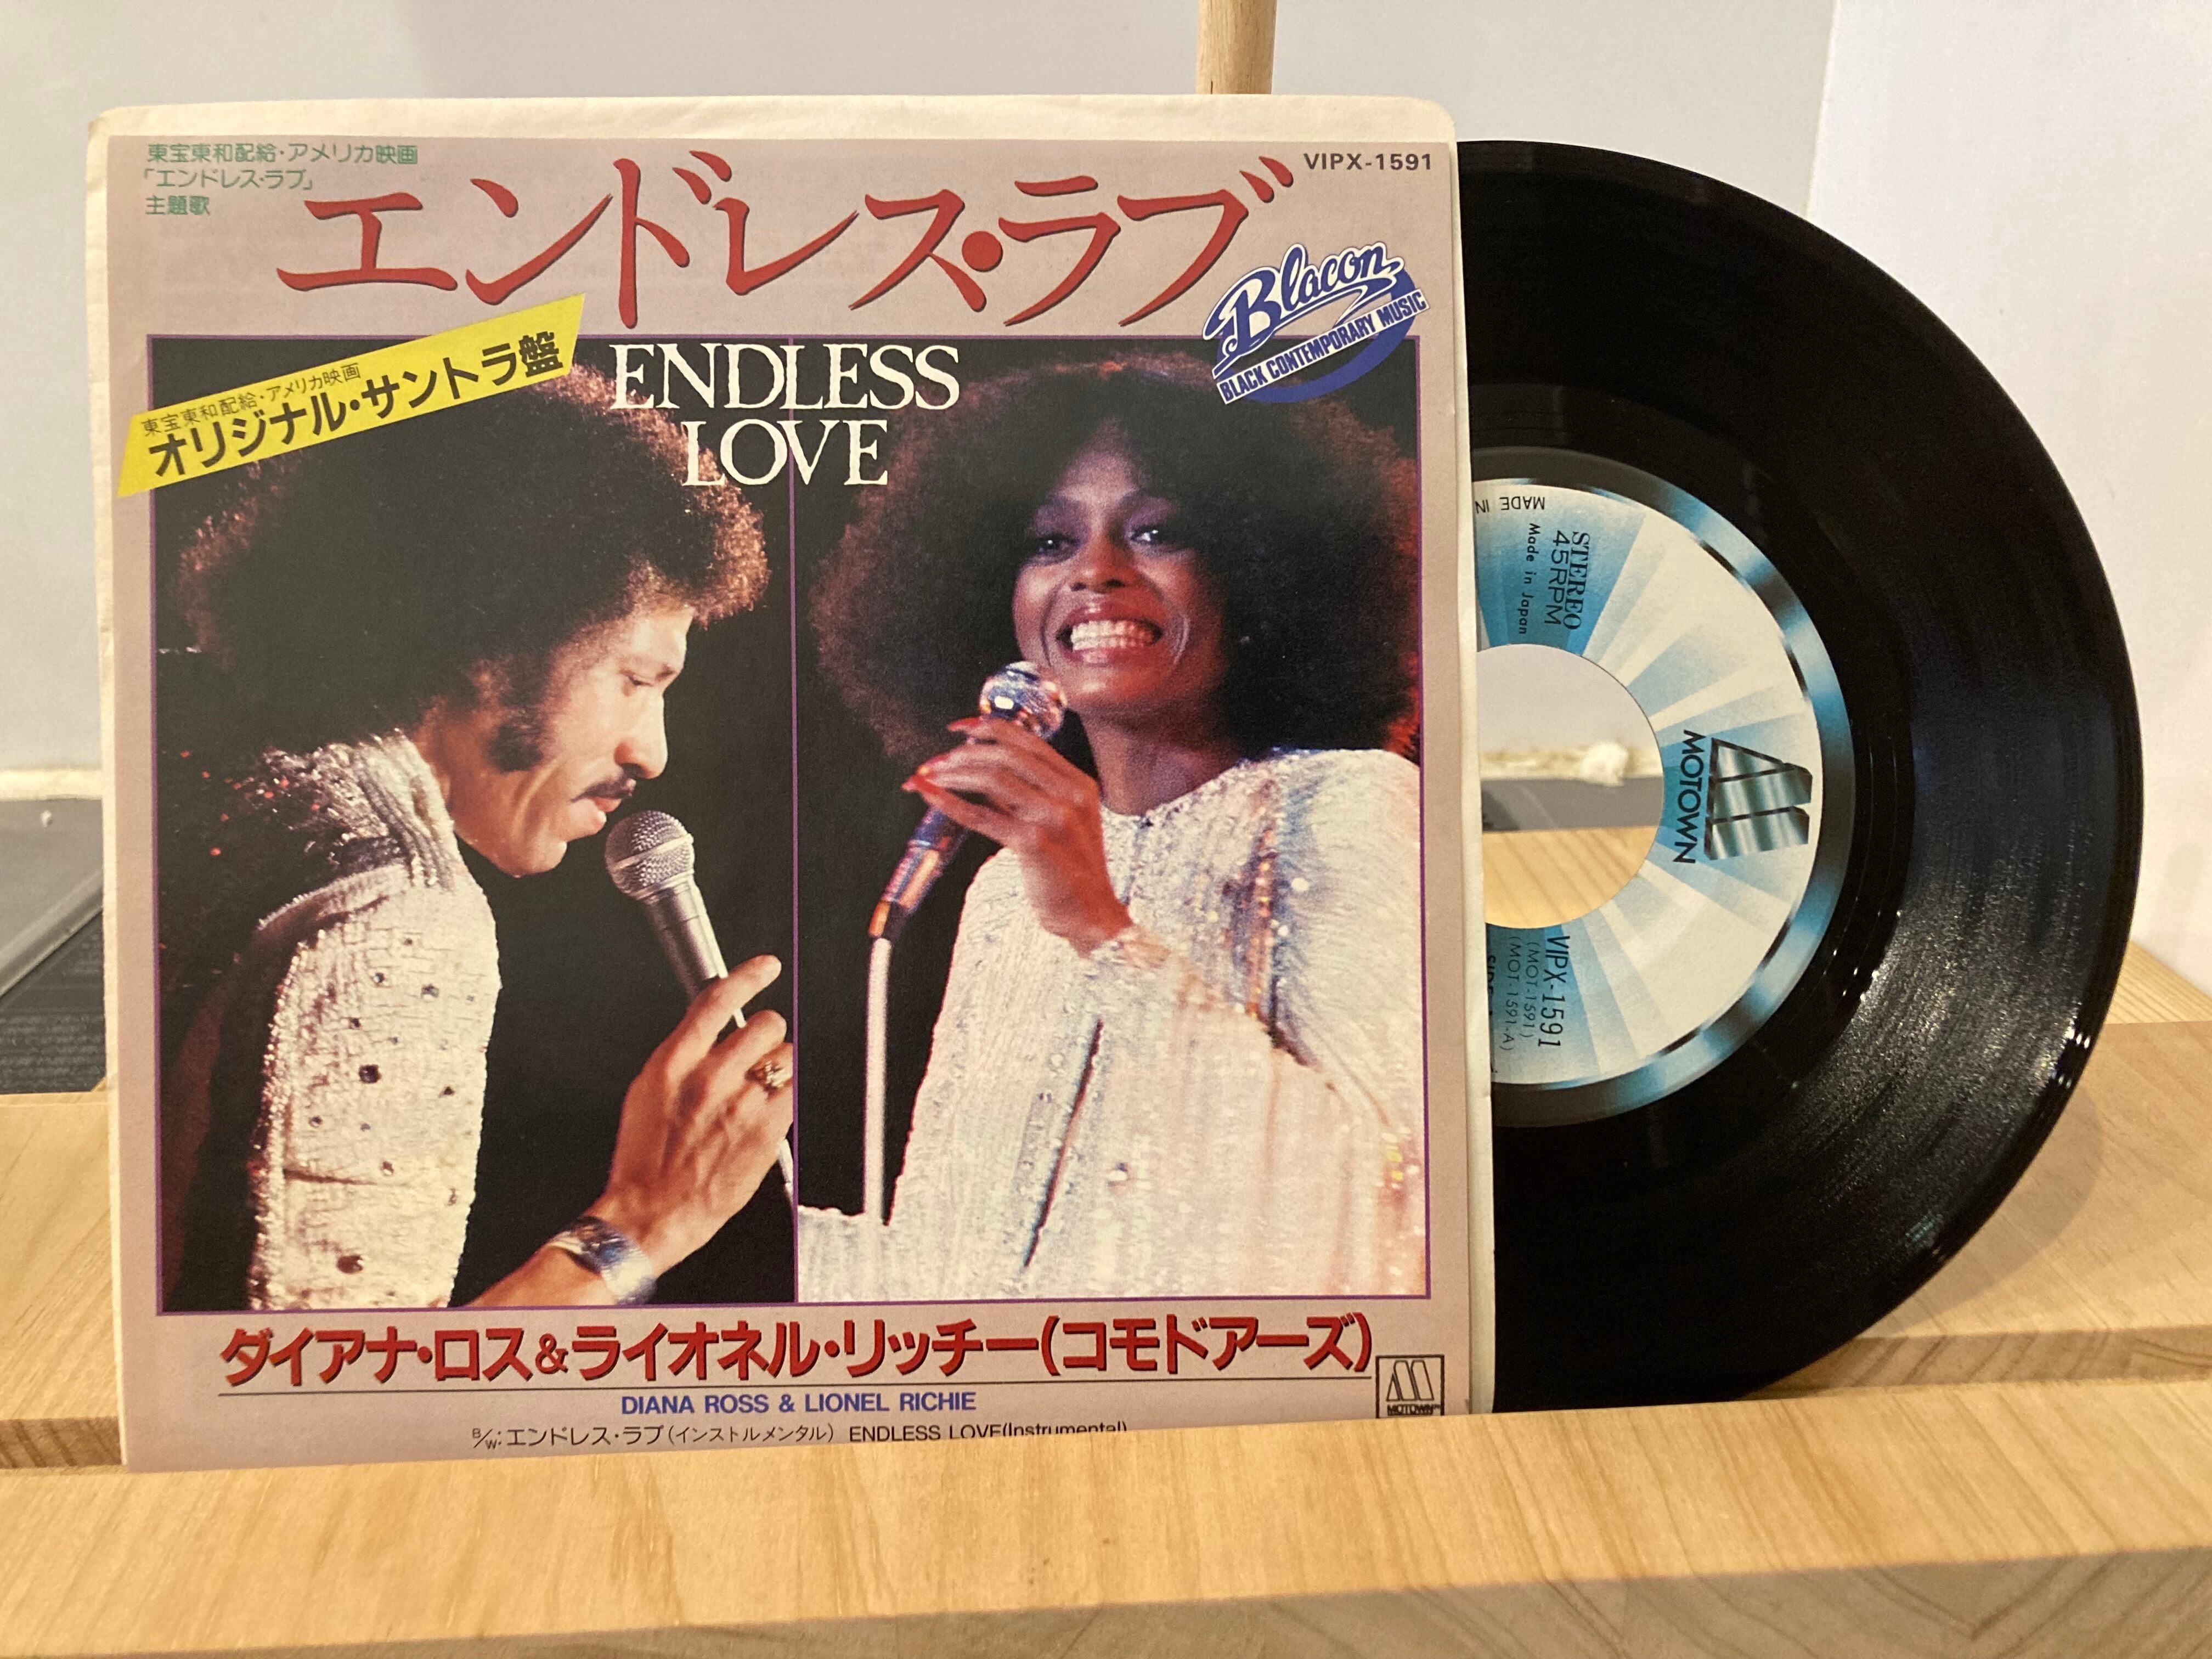 東宝東和配給・アメリカ映画
「エンドレス・ラブ」
主題歌
エンドレス・ラブ
VIPX-1591
Blacon
BLACK CONTEMPORARY MUSIC
東宝東和配給・アメリカ映画
オリジナル・サントラ盤
ENDLESS
LOVE
ダイアナ・ロス&ライオネル・リッチー(コモドアーズ)
DIANA ROSS & LIONEL RICHIE
B/W:エンドレス・ラブ(インストルメンタル) ENDLESS LOVE(Instrumental)
MOTOWN
MADE IN
STEREO
45RPM
Made in Japan
MOTOWN
VIPX-1591
(MOT-1591)
(MOT.1591-A)